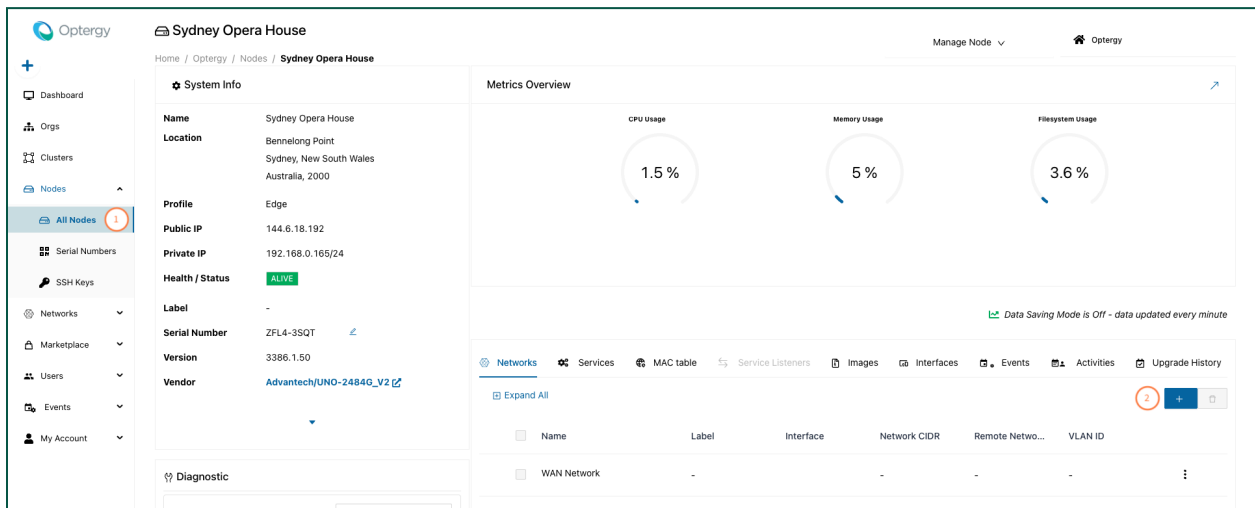 Optergy
Sydney Opera House
Manage Node
Optergy
Home / Optergy / Nodes / Sydney Opera House
Dashboard
Orgs
Clusters
Nodes
All Nodes 1
Serial Numbers
SSH Keys
Networks
Marketplace
Users
Events
My Account
System Info
Name Sydney Opera House
Location Bennelong Point
Sydney, New South Wales
Australia, 2000
Profile Edge
Public IP 144.6.18.192
Private IP 192.168.0.165/24
Health / Status ALIVE
Label -
Serial Number ZFL4-3SQT
Version 3386.1.50
Vendor Advantech/UNO-2484G_V2
Diagnostic
Metrics Overview
CPU Usage Memory Usage Filesystem Usage
1.5 % 5 % 3.6 %
Data Saving Mode is Off - data updated every minute
Networks Services MAC table Service Listeners Images Interfaces Events Activities Upgrade History
Expand All 2 +
Name Label Interface Network CIDR Remote Netwo... VLAN ID
WAN Network - - - -